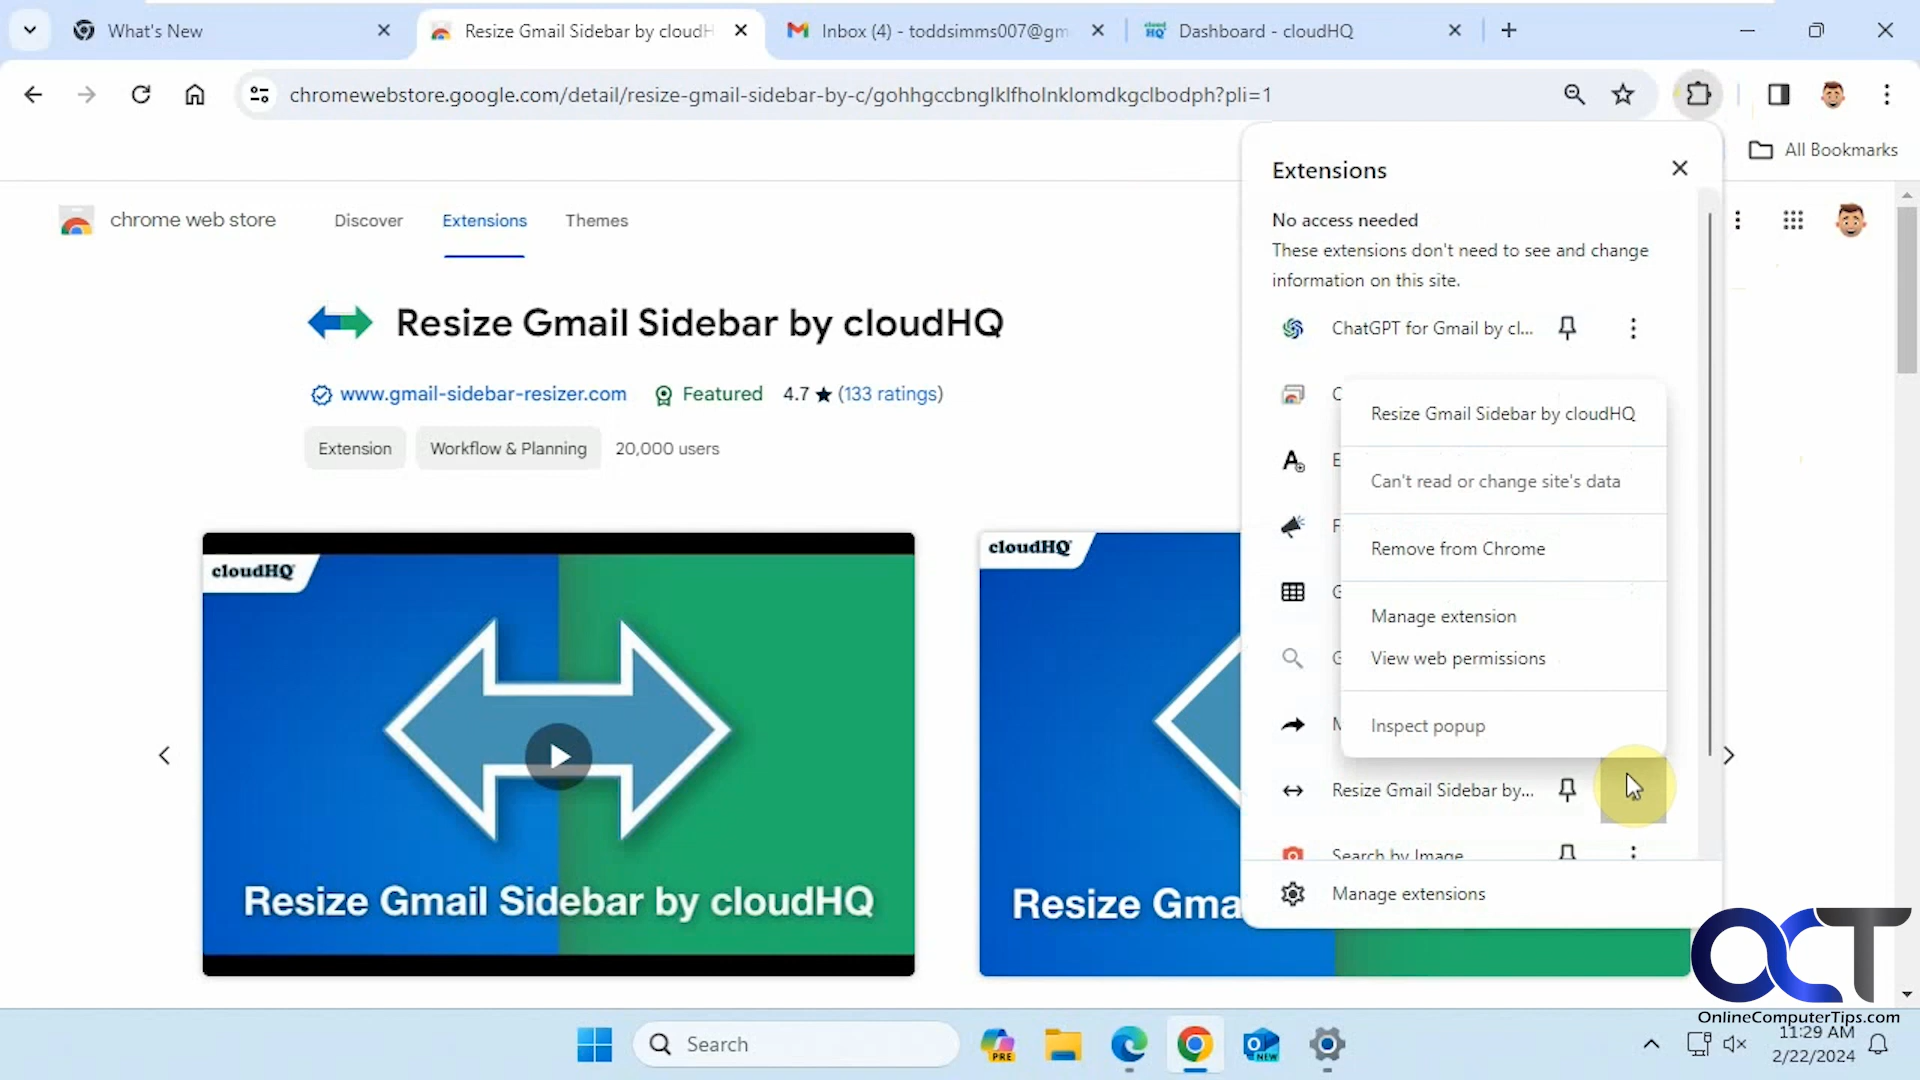 What's New
Resize Gmail Sidebar by cloudH
Inbox (4) - toddsimms007@gm
cloud HQ
Dashboard - cloudHQ
chromewebstore.google.com/detail/resize-gmail-sidebar-by-c/gohhgccbnglklfholnklomdkgclbodph?pli=1
All Bookmarks
chrome web store
Discover
Extensions
Themes
Resize Gmail Sidebar by cloudHQ
www.gmail-sidebar-resizer.com
Featured
4.7 ★ (133 ratings)
Extension
Workflow & Planning
20,000 users
cloudHQ
Resize Gmail Sidebar by cloudHQ
cloudHQ
Resize Gma
Extensions
No access needed
These extensions don't need to see and change
information on this site.
ChatGPT for Gmail by cl...
Resize Gmail Sidebar by cloudHQ
Can't read or change site's data
Remove from Chrome
Manage extension
View web permissions
Inspect popup
Resize Gmail Sidebar by...
Search by Image
Manage extensions
OCT
OnlineComputerTips.com
Search
PRE
NEW
11:29 AM
2/22/2024